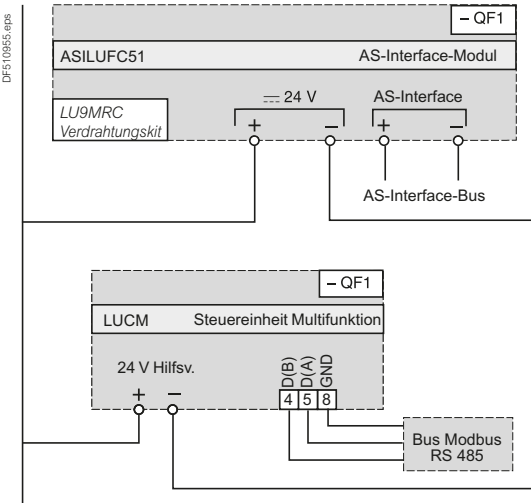 DF510955.eps
– QF1
ASILUFC51 AS-Interface-Modul
LU9MRC
Verdrahtungskit
24 V AS-Interface
+ – + –
AS-Interface-Bus
– QF1
LUCM Steuereinheit Multifunktion
24 V Hilfsv.
+ –
D(B) D(A) GND
4 5 8
Bus Modbus
RS 485